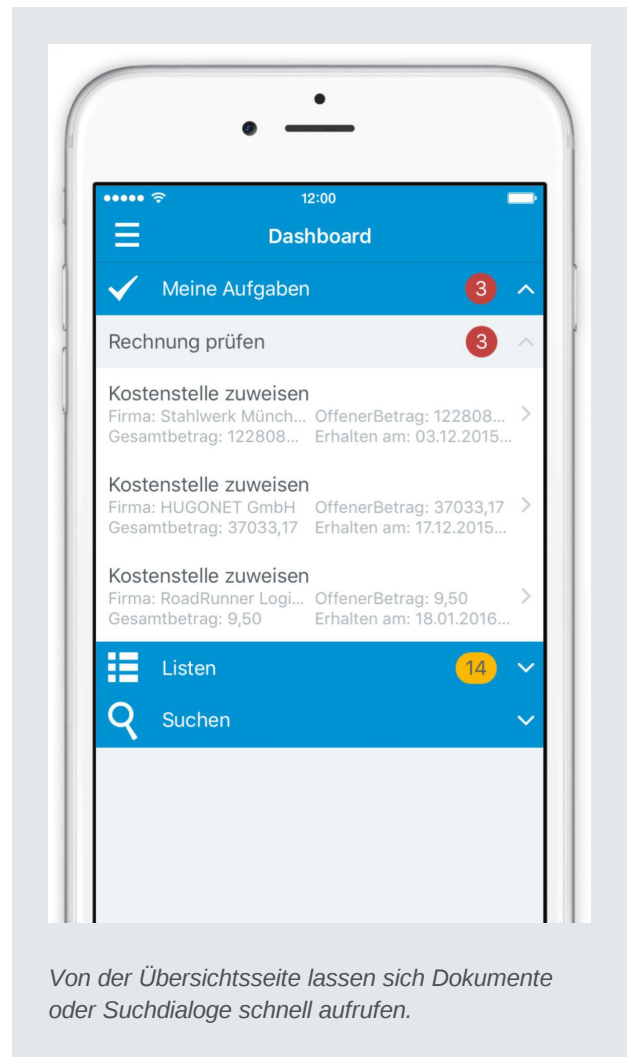 12:00
Dashboard
Meine Aufgaben 3
Rechnung prüfen 3
Kostenstelle zuweisen
Firma: Stahlwerk Münch... OffenerBetrag: 122808...
Gesamtbetrag: 122808... Erhalten am: 03.12.2015...
Kostenstelle zuweisen
Firma: HUGONET GmbH OffenerBetrag: 37033,17
Gesamtbetrag: 37033,17 Erhalten am: 17.12.2015...
Kostenstelle zuweisen
Firma: RoadRunner Logi... OffenerBetrag: 9,50
Gesamtbetrag: 9,50 Erhalten am: 18.01.2016...
Listen 14
Suchen
Von der Übersichtsseite lassen sich Dokumente
oder Suchdialoge schnell aufrufen.